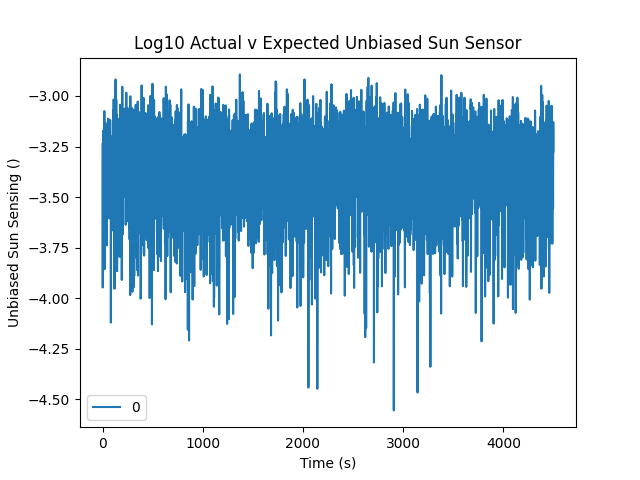 Log10 Actual v Expected Unbiased Sun Sensor
Unbiased Sun Sensing ()
−3.00
−3.25
−3.50
−3.75
−4.00
−4.25
−4.50
0
0 1000 2000 3000 4000
Time (s)